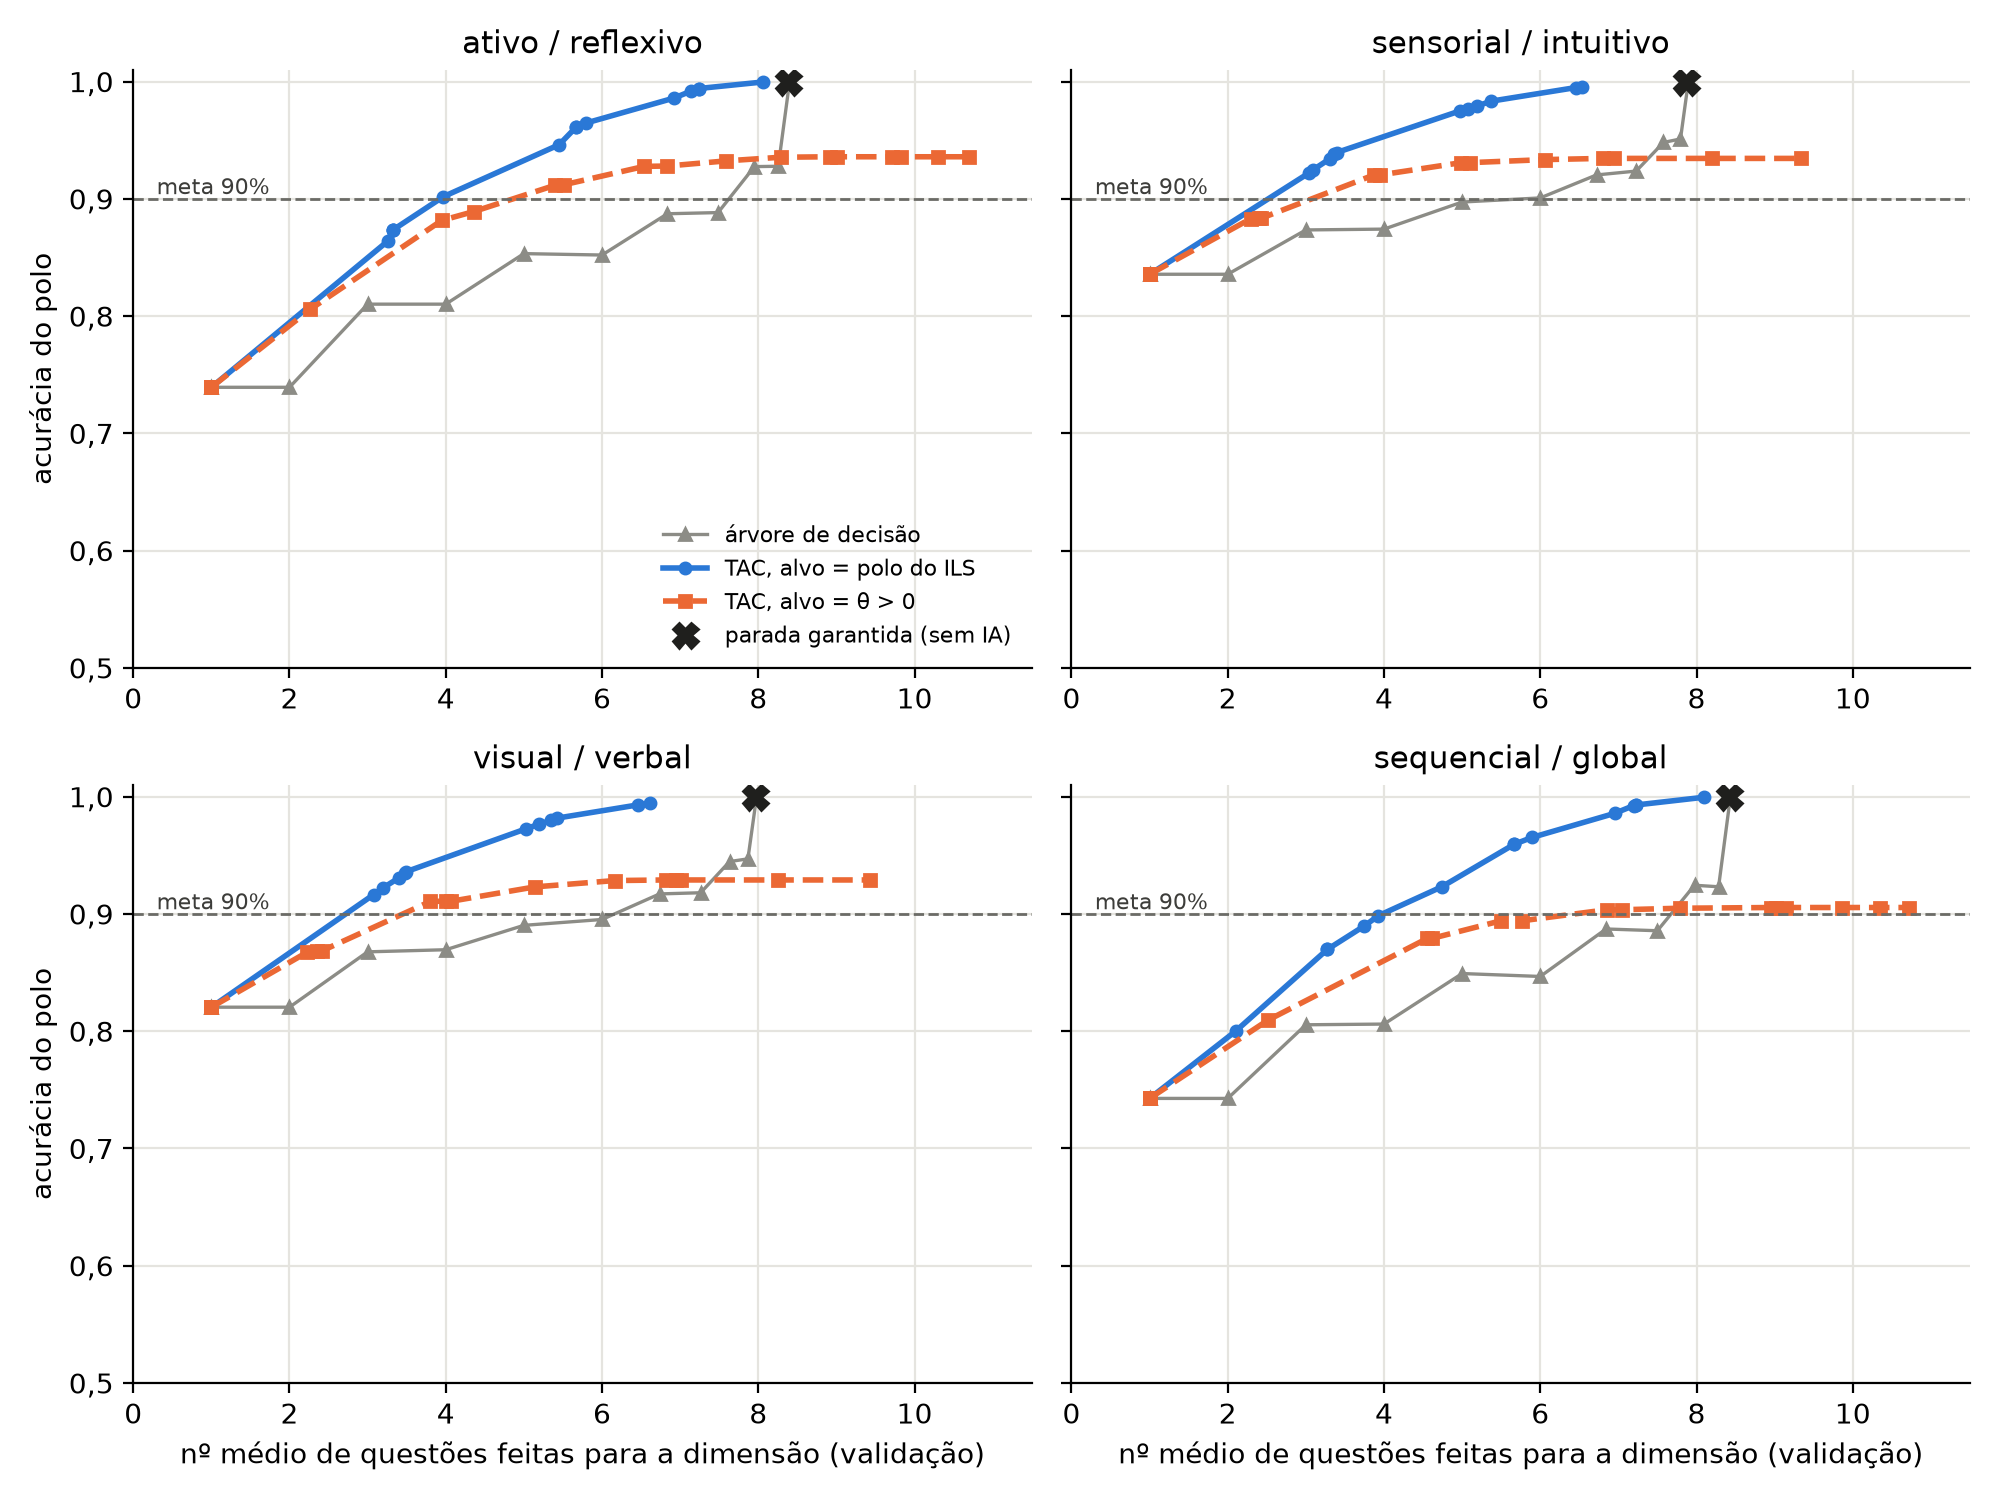 ativo / reflexivo
1,0
0,9
0,8
0,7
0,6
0,5
acurácia do polo
meta 90%
árvore de decisão
TAC, alvo = polo do ILS
TAC, alvo = θ > 0
parada garantida (sem IA)
0 2 4 6 8 10
sensorial / intuitivo
meta 90%
0 2 4 6 8 10
visual / verbal
1,0
0,9
0,8
0,7
0,6
0,5
acurácia do polo
meta 90%
0 2 4 6 8 10
nº médio de questões feitas para a dimensão (validação)
sequencial / global
meta 90%
0 2 4 6 8 10
nº médio de questões feitas para a dimensão (validação)